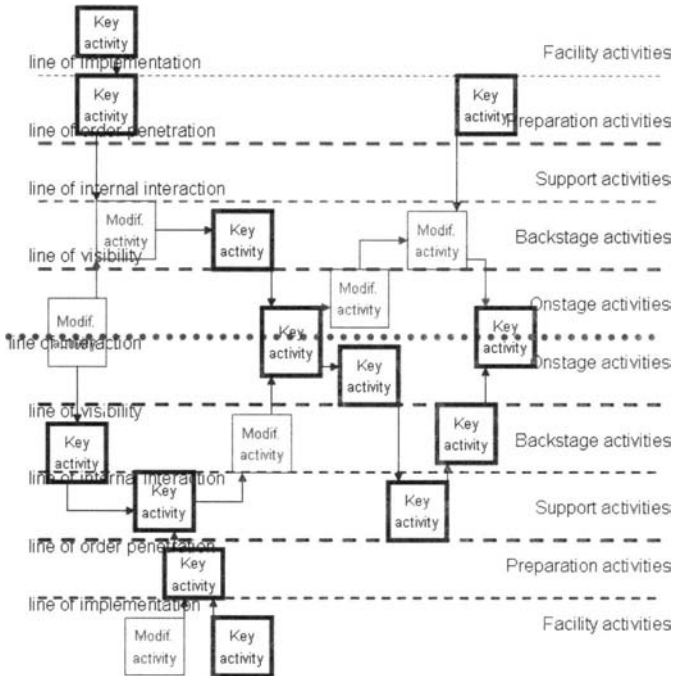 Key
activity
line of implementation
Facility activities
Key
activity
Key
activity
line of order penetration
Preparation activities
line of internal interaction
Support activities
Modif.
activity
Key
activity
Modif.
activity
Backstage activities
line of visibility
Modif.
activity
Onstage activities
Modif.
activity
Key
activity
Key
activity
line of interaction
Onstage activities
Key
activity
line of visibility
Key
activity
Modif.
activity
Key
activity
Backstage activities
line of internal interaction
Key
activity
Key
activity
Support activities
line of order penetration
Key
activity
Preparation activities
line of implementation
Modif.
activity
Key
activity
Facility activities